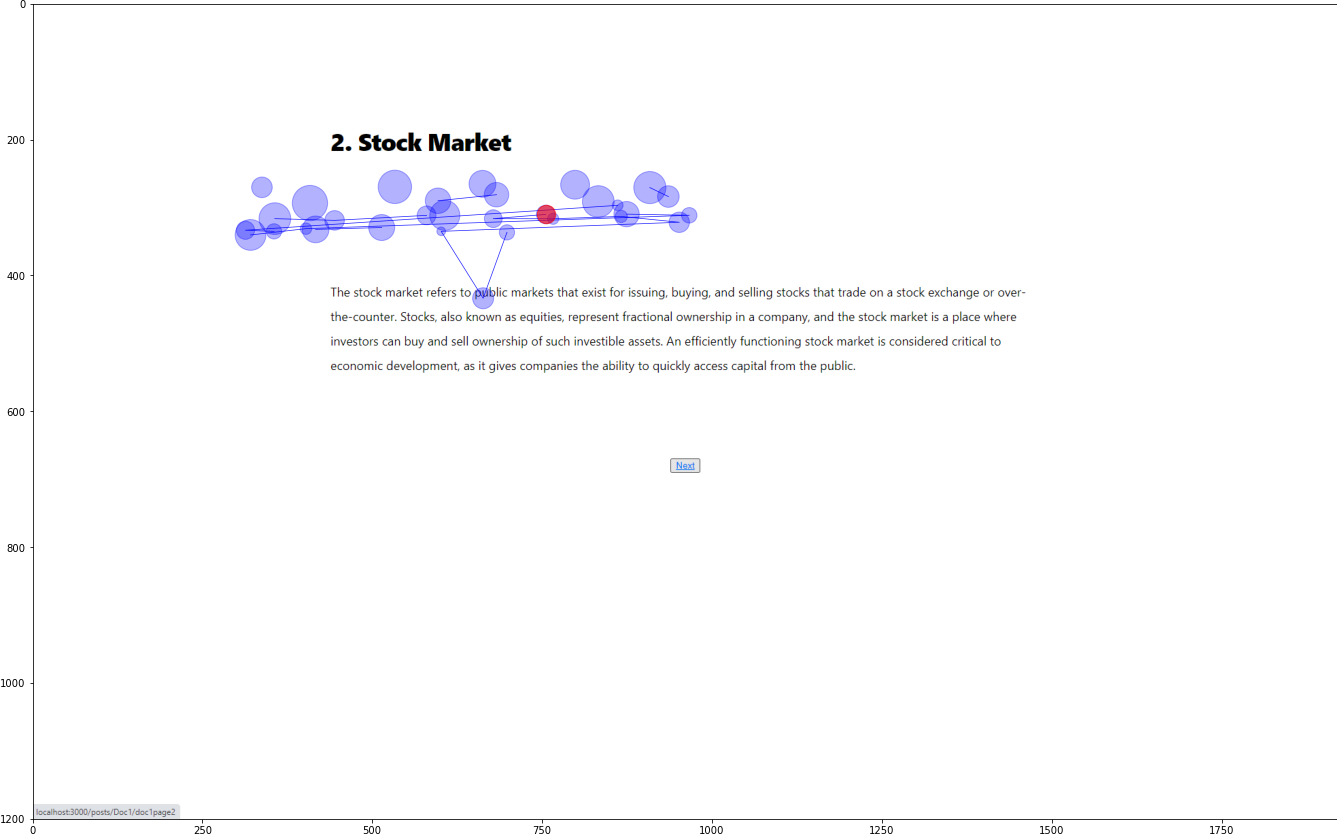 0
200
400
600
800
1000
1200
2. Stock Market
The stock market refers to public markets that exist for issuing, buying, and selling stocks that trade on a stock exchange or over-
the-counter. Stocks, also known as equities, represent fractional ownership in a company, and the stock market is a place where
investors can buy and sell ownership of such investible assets. An efficiently functioning stock market is considered critical to
economic development, as it gives companies the ability to quickly access capital from the public.
Next
localhost:3000/posts/Doc1/doc1page2
0 250 500 750 1000 1250 1500 1750